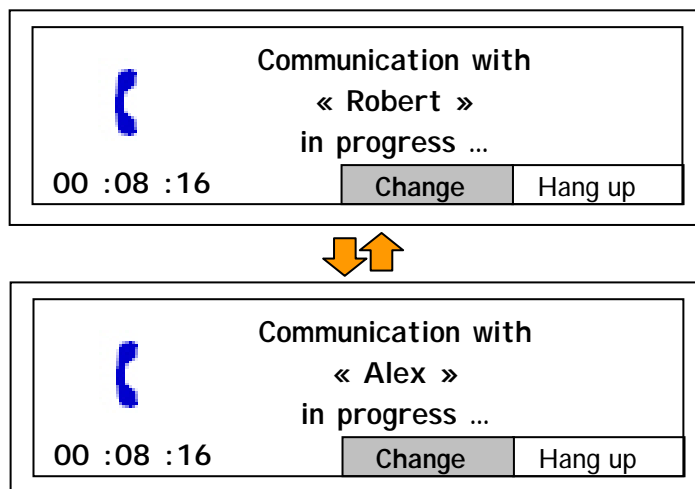 Communication with
« Robert »
in progress ...
00 :08 :16 Change Hang up
Communication with
« Alex »
in progress ...
00 :08 :16 Change Hang up